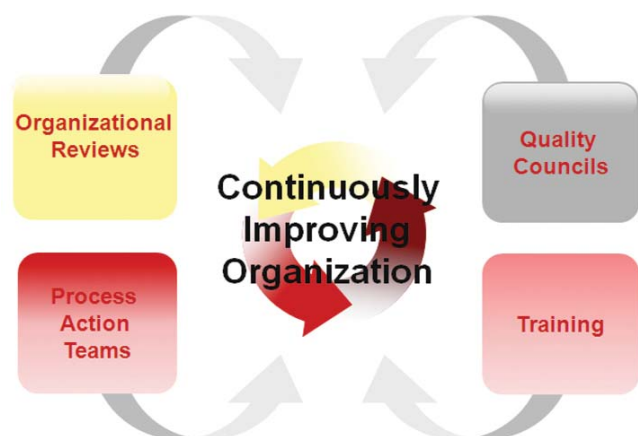 Organizational
Reviews
Quality
Councils
Continuously
Improving
Organization
Process
Action
Teams
Training